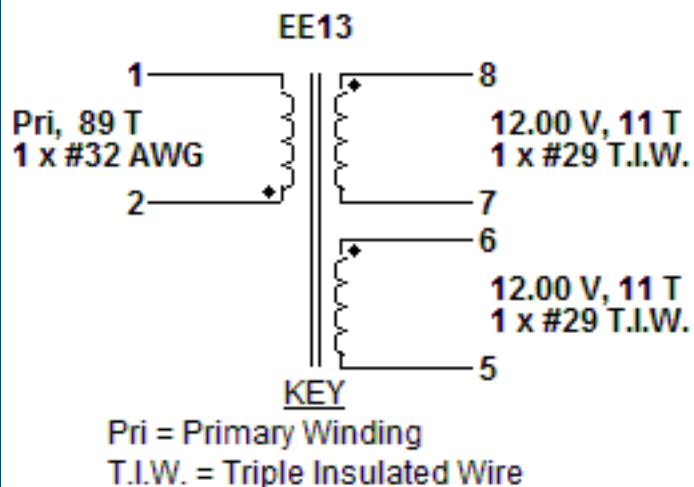 EE13
1
8
Pri, 89 T
1 x #32 AWG
12.00 V, 11 T
1 x #29 T.I.W.
2
7
6
12.00 V, 11 T
1 x #29 T.I.W.
5
KEY
Pri = Primary Winding
T.I.W. = Triple Insulated Wire